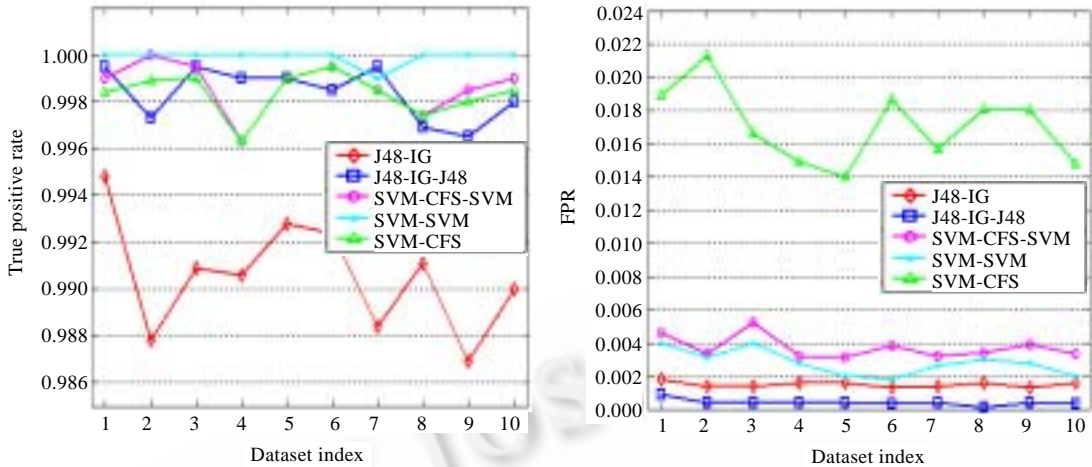 True positive rate
1.000
0.998
0.996
0.994
0.992
0.990
0.988
0.986
J48-IG
J48-IG-J48
SVM-CFS-SVM
SVM-SVM
SVM-CFS
1 2 3 4 5 6 7 8 9 10
Dataset index
FPR
0.024
0.022
0.020
0.018
0.016
0.014
0.012
0.010
0.008
0.006
0.004
0.002
0.000
J48-IG
J48-IG-J48
SVM-CFS-SVM
SVM-SVM
SVM-CFS
1 2 3 4 5 6 7 8 9 10
Dataset index